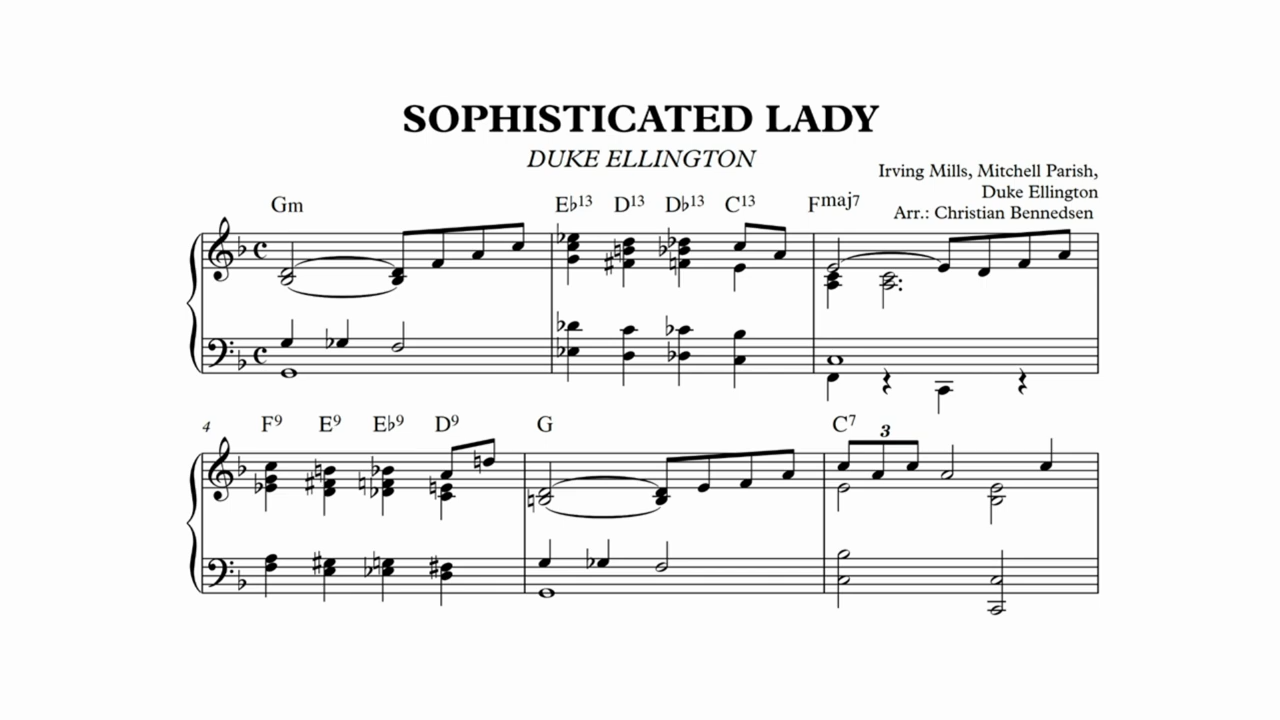 SOPHISTICATED LADY
DUKE ELLINGTON
Irving Mills, Mitchell Parish,
Duke Ellington
Arr.: Christian Bennedsen
Gm E♭13 D13 D♭13 C13 Fmaj7
4 F9 E9 E♭9 D9 G C7
3